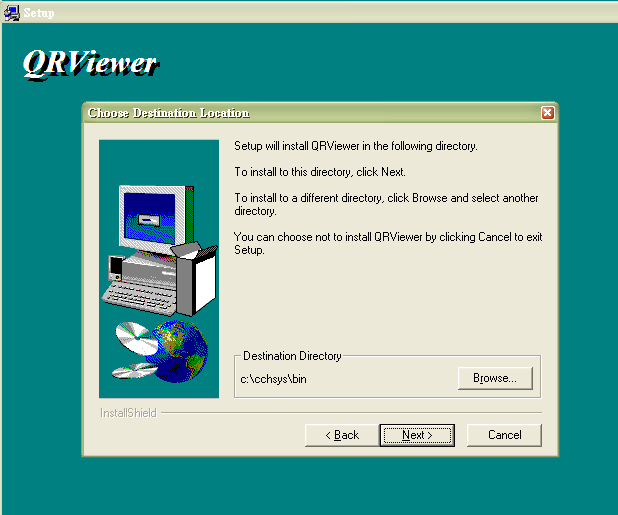 Setup
QRViewer
Choose Destination Location
Setup will install QRViewer in the following directory.
To install to this directory, click Next.
To install to a different directory, click Browse and select another
directory.
You can choose not to install QRViewer by clicking Cancel to exit
Setup.
Destination Directory
c:\cchsys\bin
Browse...
InstallShield
< Back
Next >
Cancel